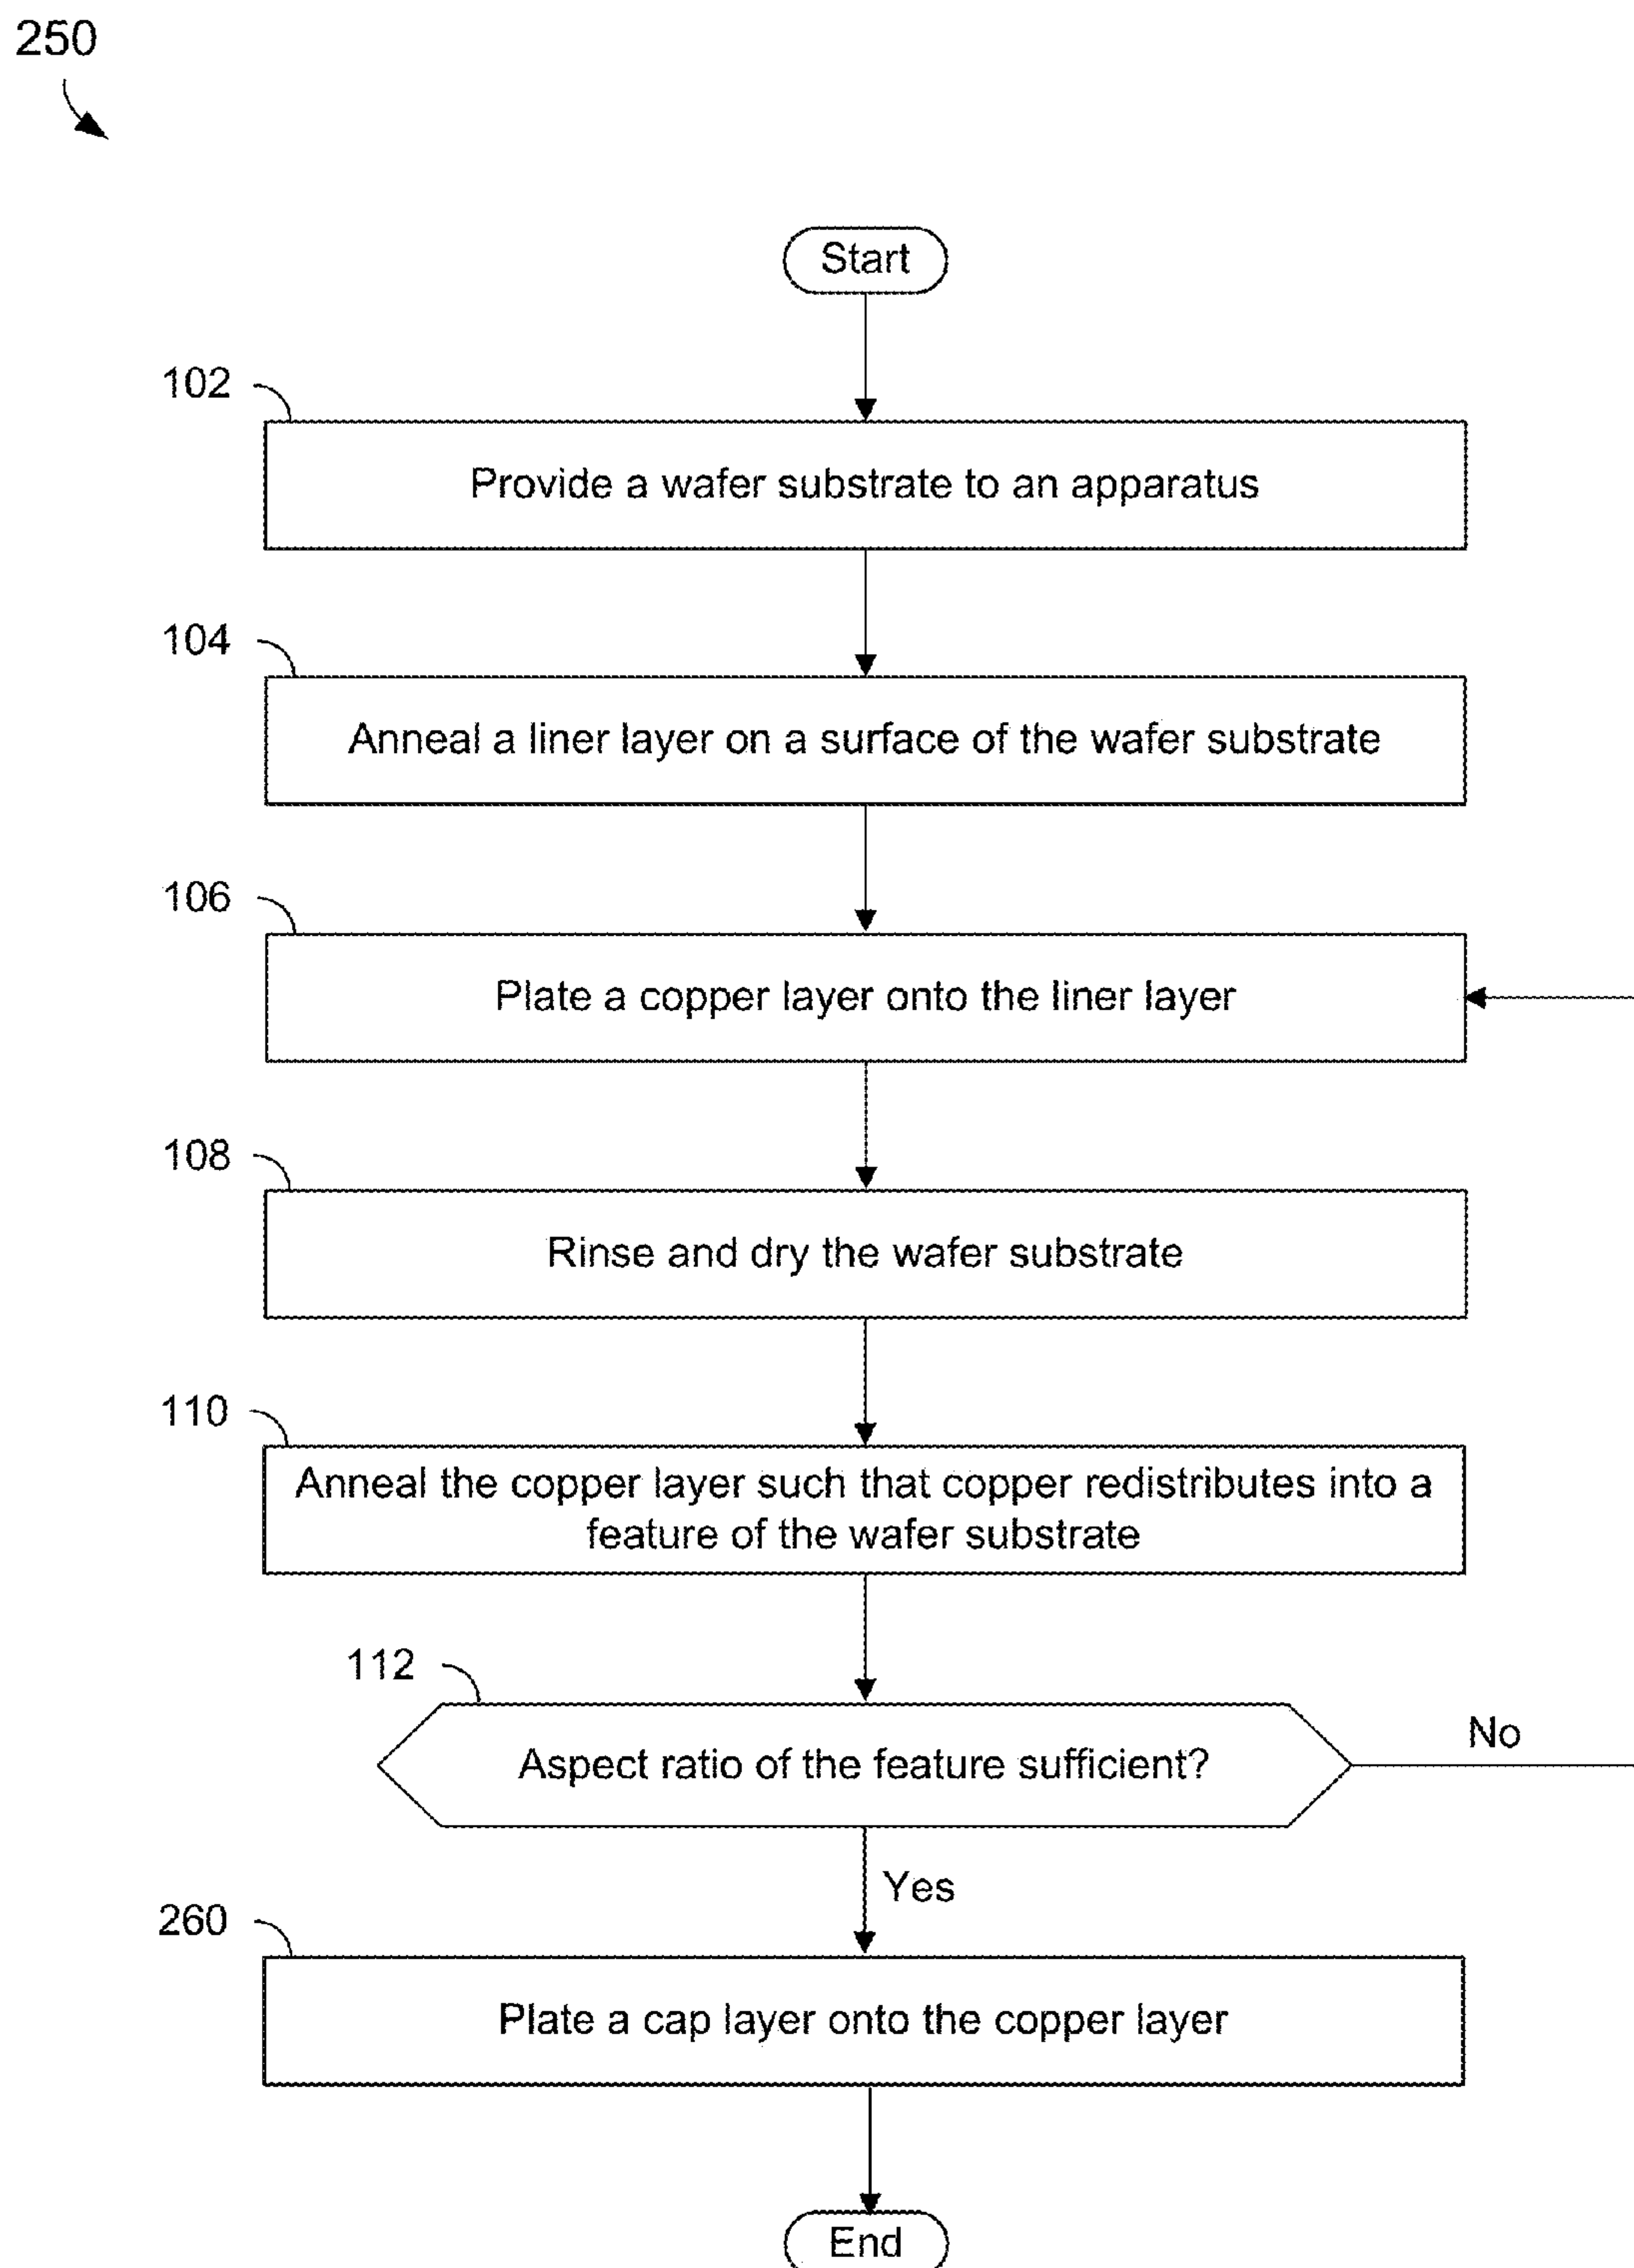 250
Start
102
Provide a wafer substrate to an apparatus
104
Anneal a liner layer on a surface of the wafer substrate
106
Plate a copper layer onto the liner layer
108
Rinse and dry the wafer substrate
110
Anneal the copper layer such that copper redistributes into a
feature of the wafer substrate
112
Aspect ratio of the feature sufficient?
No
Yes
260
Plate a cap layer onto the copper layer
End